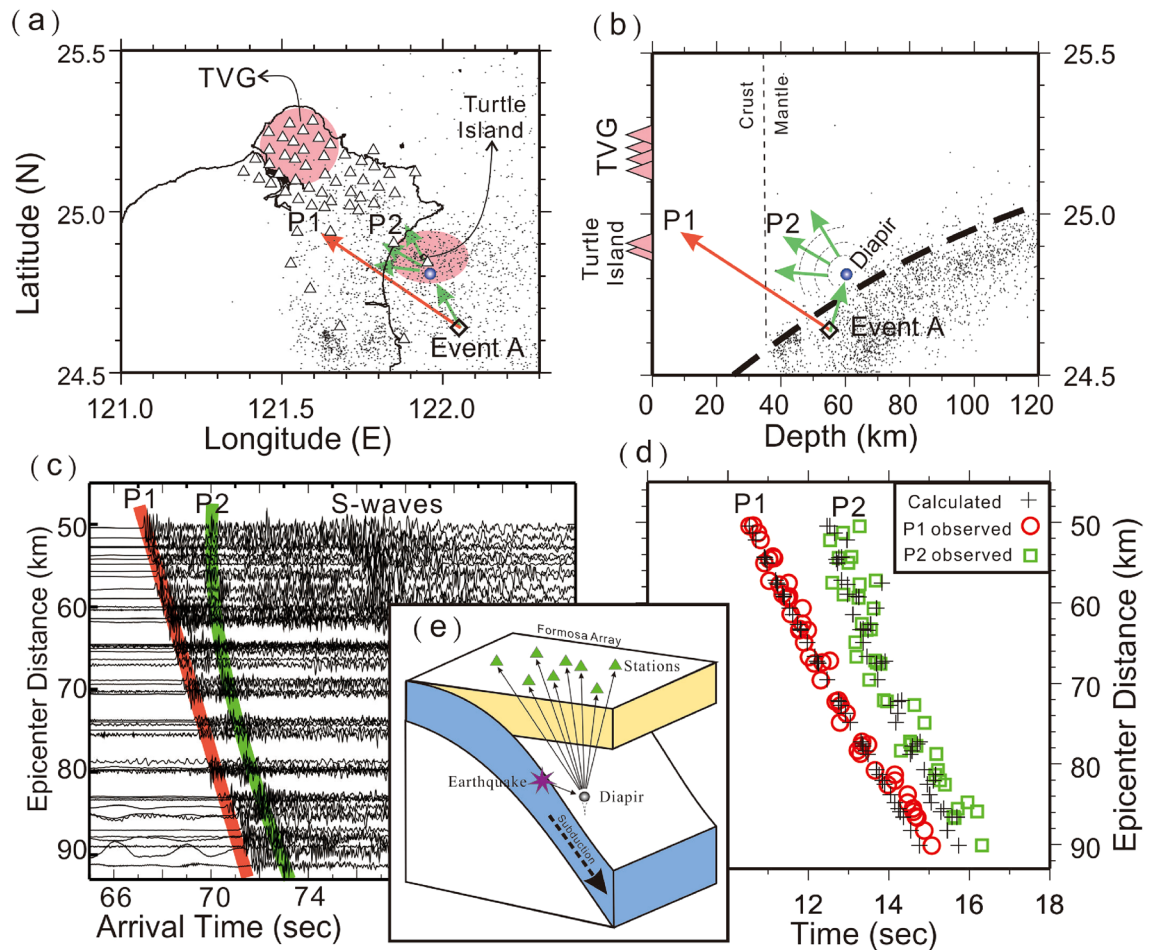 (a)
25.5
TVG
Turtle
Island
Latitude (N)
25.0
P1
P2
Event A
24.5
121.0
121.5
122.0
Longitude (E)
(b)
25.5
Crust
Mantle
TVG
25.0
P1
P2
Diapir
Turtle
Island
Event A
24.5
0
20
40
60
80
100
120
Depth (km)
(c)
P1
P2
S-waves
50
60
70
80
90
Epicenter Distance (km)
66
70
74
Arrival Time (sec)
(d)
P1
P2
Calculated
P1 observed
P2 observed
50
60
70
80
90
Epicenter Distance (km)
12
14
16
18
Time (sec)
(e)
Formosa Array
Stations
Earthquake
Diapir
Subduction